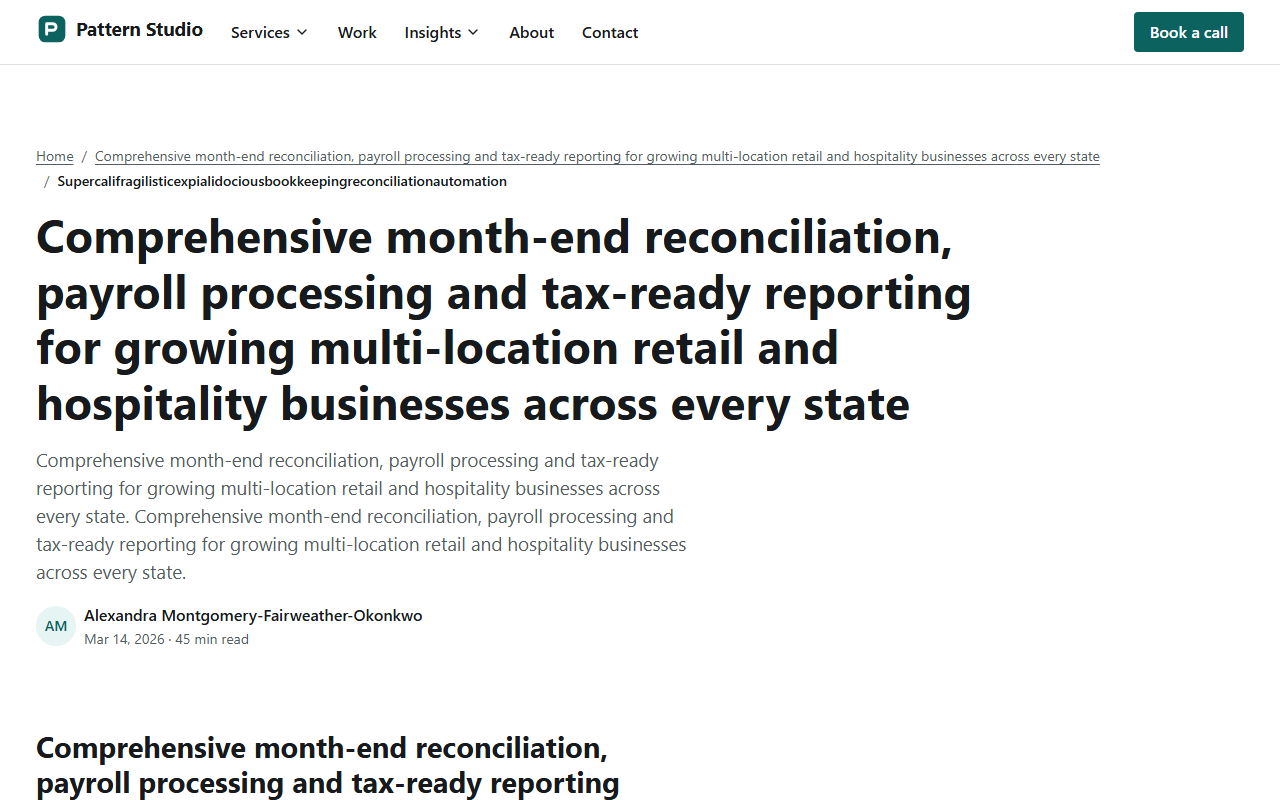 P Pattern Studio Services Work Insights About Contact Book a call
Home / Comprehensive month-end reconciliation, payroll processing and tax-ready reporting for growing multi-location retail and hospitality businesses across every state
/ Supercalifragilisticexpialidociousbookkeepingreconciliationautomation
Comprehensive month-end reconciliation,
payroll processing and tax-ready reporting
for growing multi-location retail and
hospitality businesses across every state
Comprehensive month-end reconciliation, payroll processing and tax-ready
reporting for growing multi-location retail and hospitality businesses across
every state. Comprehensive month-end reconciliation, payroll processing and
tax-ready reporting for growing multi-location retail and hospitality businesses
across every state.
AM
Alexandra Montgomery-Fairweather-Okonkwo
Mar 14, 2026 · 45 min read
Comprehensive month-end reconciliation,
payroll processing and tax-ready reporting